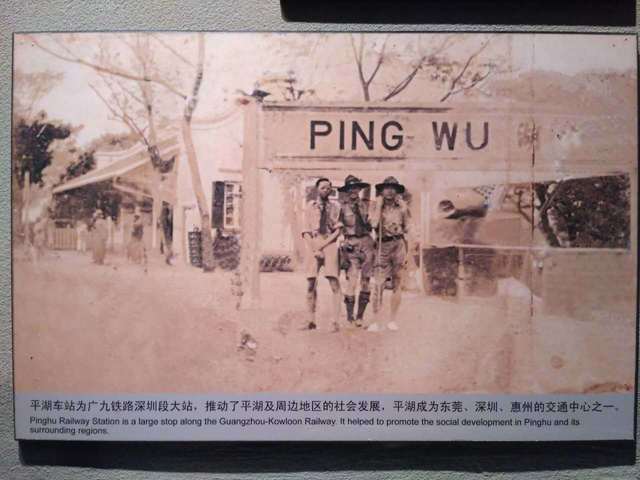 PING WU
平湖车站为广九铁路深圳段大站，推动了平湖及周边地区的社会发展，平湖成为东莞、深圳、惠州的交通中心之一。
Pinghu Railway Station is a large stop along the Guangzhou-Kowloon Railway. It helped to promote the social development in Pinghu and its
surrounding regions.